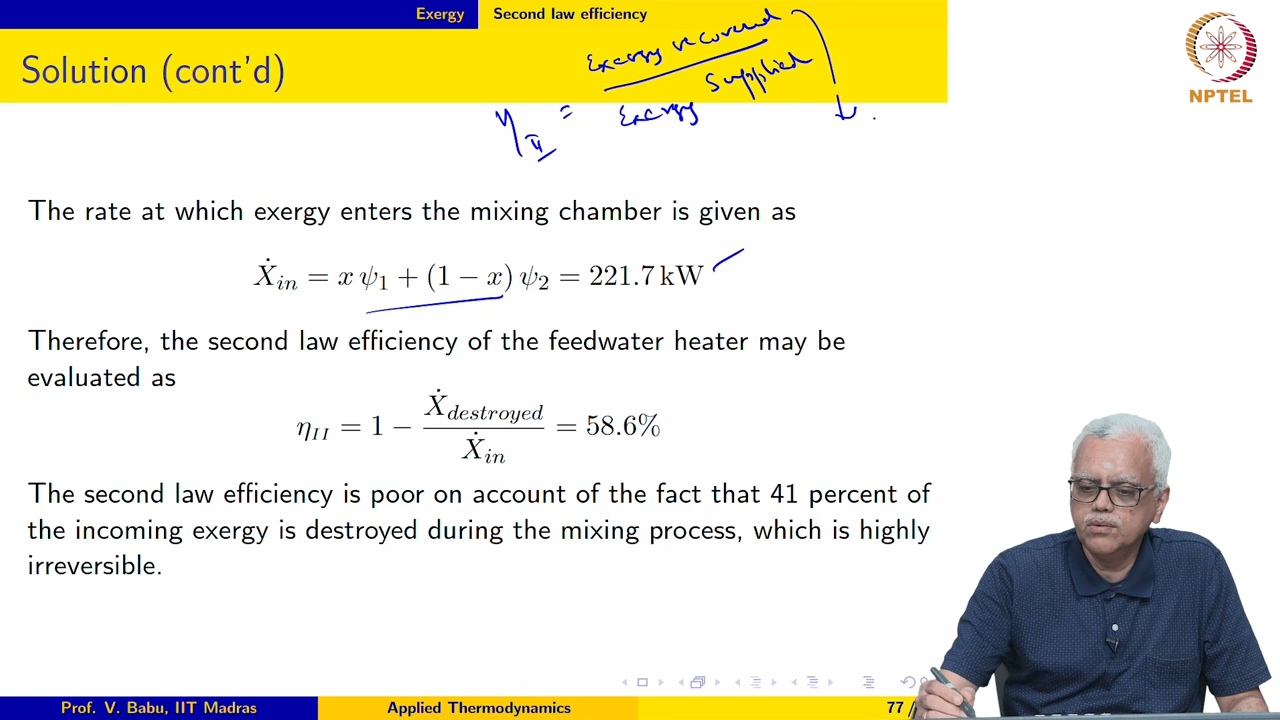 Exergy Second law efficiency
Solution (cont'd)
NPTEL
η_II = Exergy recovered / Exergy supplied
The rate at which exergy enters the mixing chamber is given as
Ẋ_in = x ψ₁ + (1 − x) ψ₂ = 221.7 kW
Therefore, the second law efficiency of the feedwater heater may be
evaluated as
η_II = 1 − Ẋ_destroyed / Ẋ_in = 58.6%
The second law efficiency is poor on account of the fact that 41 percent of
the incoming exergy is destroyed during the mixing process, which is highly
irreversible.
Prof. V. Babu, IIT Madras Applied Thermodynamics 77/